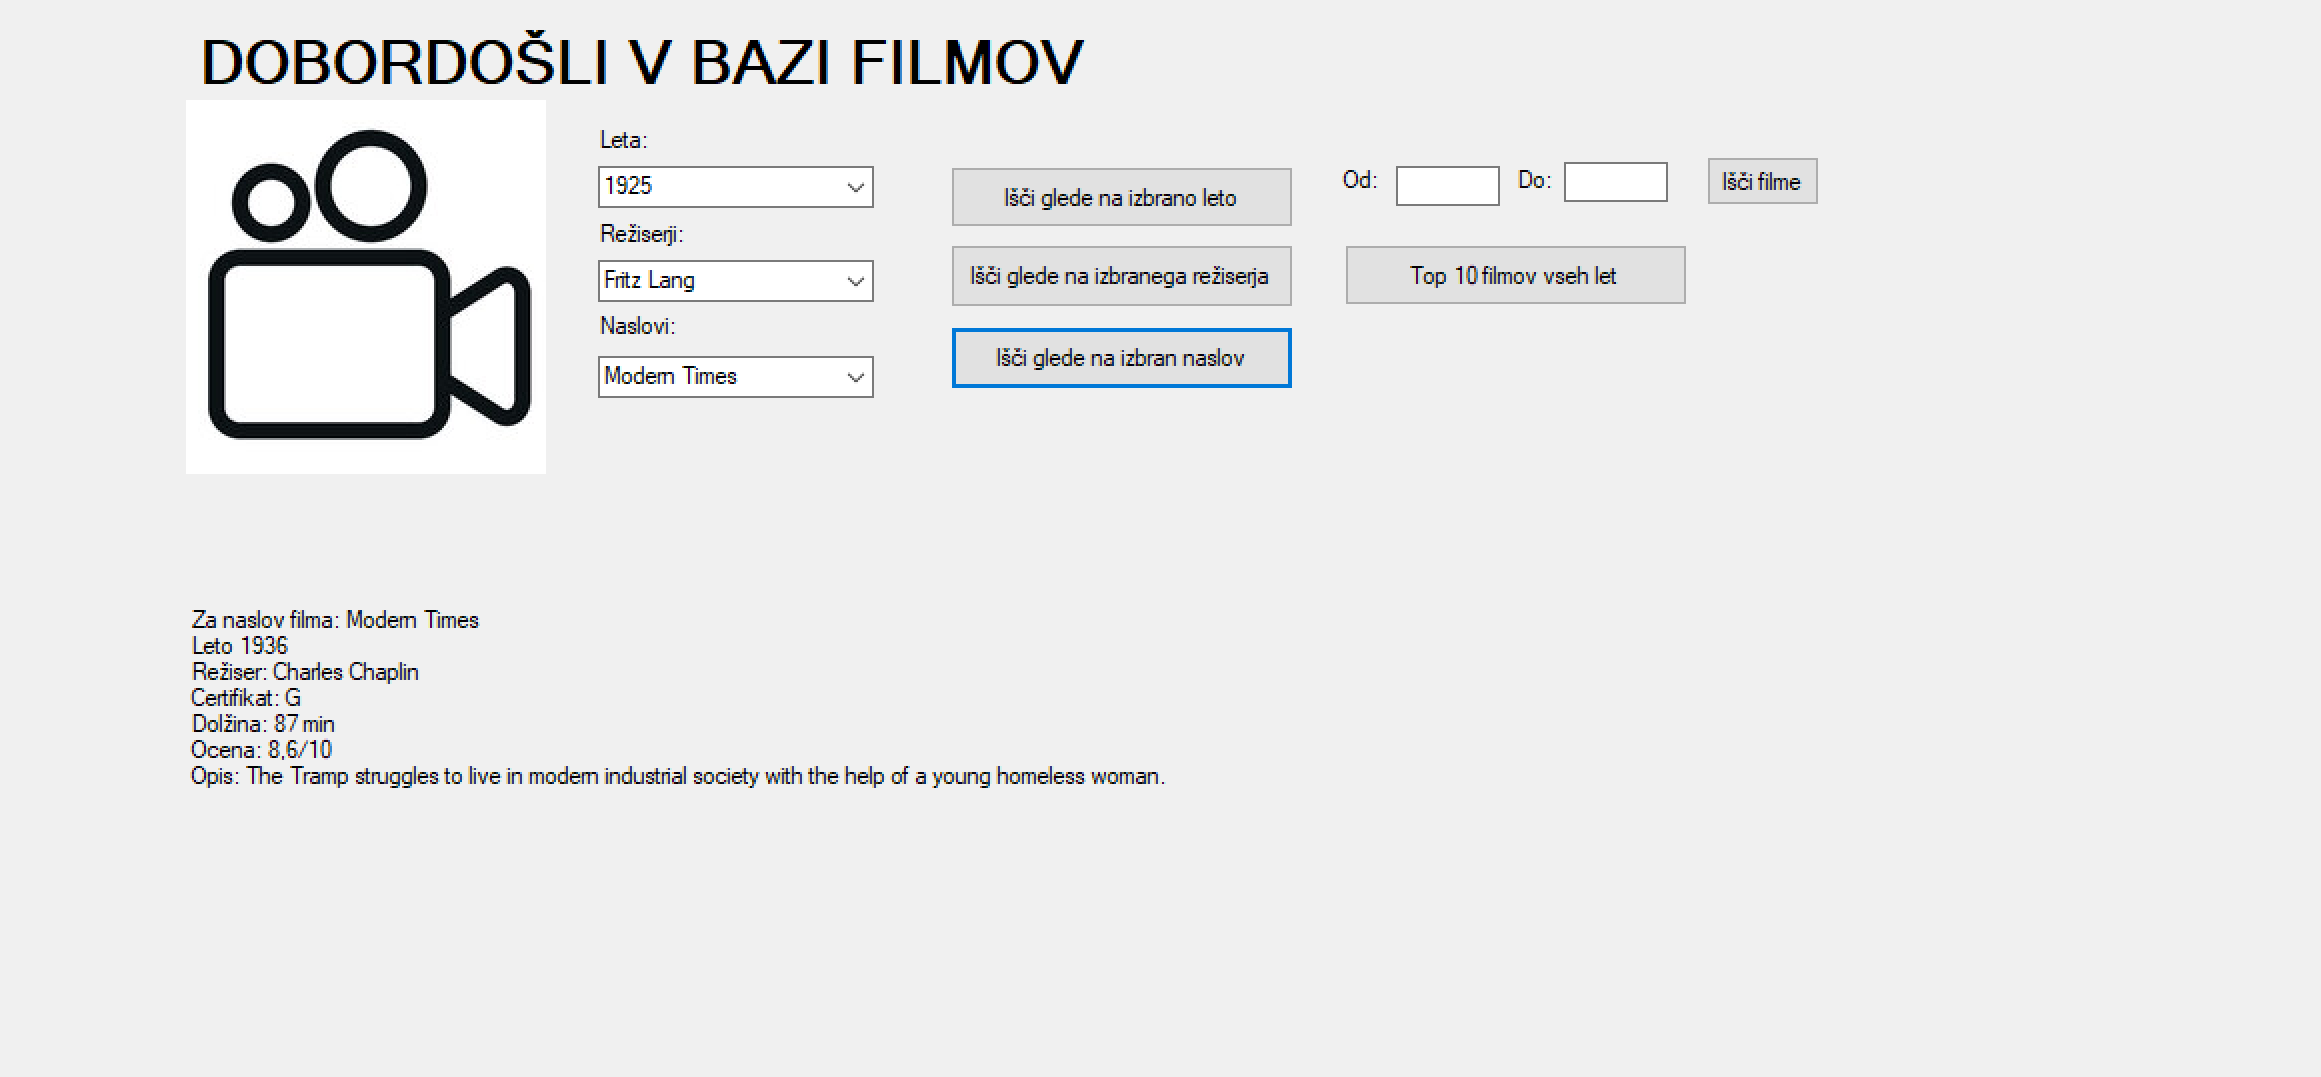 DOBORDOŠLI V BAZI FILMOV
Leta:
1925
Režiserji:
Fritz Lang
Naslovi:
Modern Times
Išči glede na izbrano leto
Išči glede na izbranega režiserja
Išči glede na izbran naslov
Od:
Do:
Išči filme
Top 10 filmov vseh let
Za naslov filma: Modern Times
Leto 1936
Režiser: Charles Chaplin
Certifikat: G
Dolžina: 87 min
Ocena: 8,6/10
Opis: The Tramp struggles to live in modern industrial society with the help of a young homeless woman.